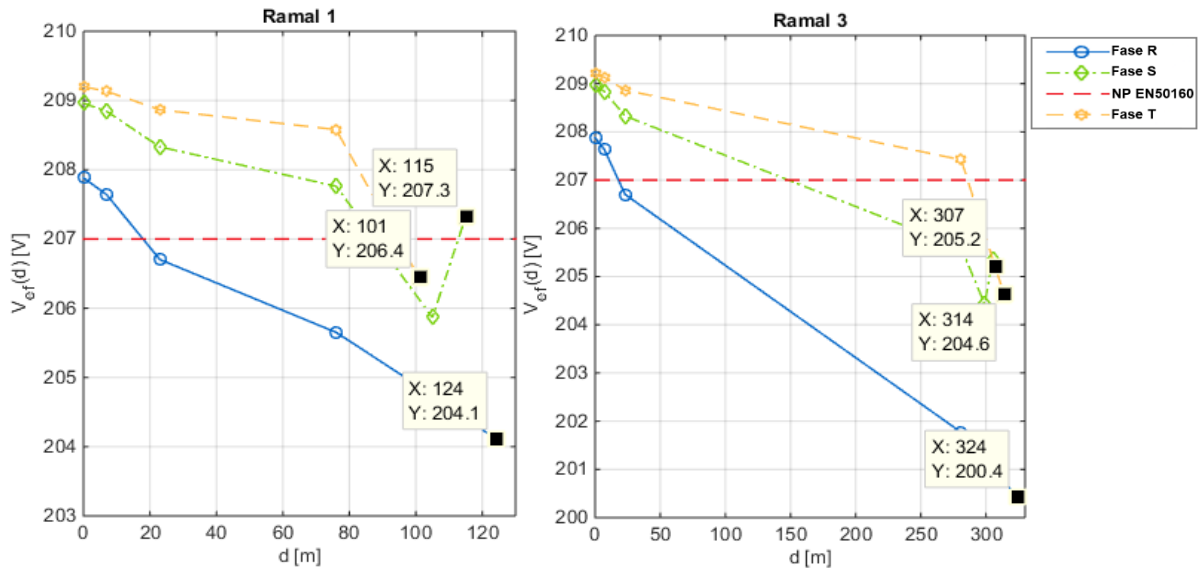 Ramal 1
210
209
208
207
206
205
204
203
V_ef(d) [V]
0
20
40
60
80
100
120
d [m]
X: 115
Y: 207.3
X: 101
Y: 206.4
X: 124
Y: 204.1
Ramal 3
210
209
208
207
206
205
204
203
202
201
200
V_ef(d) [V]
0
50
100
150
200
250
300
d [m]
X: 307
Y: 205.2
X: 314
Y: 204.6
X: 324
Y: 200.4
Fase R
Fase S
NP EN50160
Fase T